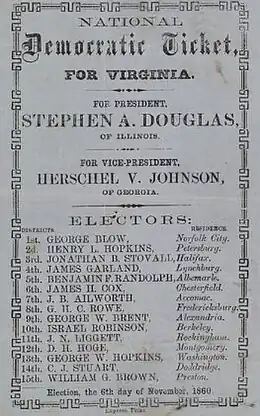 NATIONAL
Democratic Ticket,
FOR VIRGINIA.
FOR PRESIDENT,
STEPHEN A. DOUGLAS,
OF ILLINOIS.
FOR VICE-PRESIDENT,
HERSCHEL V. JOHNSON,
OF GEORGIA.
ELECTORS:
DISTRICTS. RESIDENCE.
1st. GEORGE BLOW, Norfolk City.
2d. HENRY L. HOPKINS, Petersburg.
3rd. JONATHAN B. STOVALL, Halifax.
4th. JAMES GARLAND, Lynchburg.
5th. BENJAMIN F. RANDOLPH, Albemarle.
6th. JAMES H. COX, Chesterfield.
7th. J. B. AILWORTH, Accomac.
8th. G. H. C. ROWE, Fredericksburg.
9th. GEORGE W. BRENT, Alexandria.
10th. ISRAEL ROBINSON, Berkeley.
11th. J. N. LIGGETT, Rockingham.
12th. D. H. HOGE, Montgomery.
13th. GEORGE W. HOPKINS, Washington.
14th. C. J. STUART, Doddridge.
15th. WILLIAM G. BROWN, Preston.
Election, the 6th day of November, 1860.